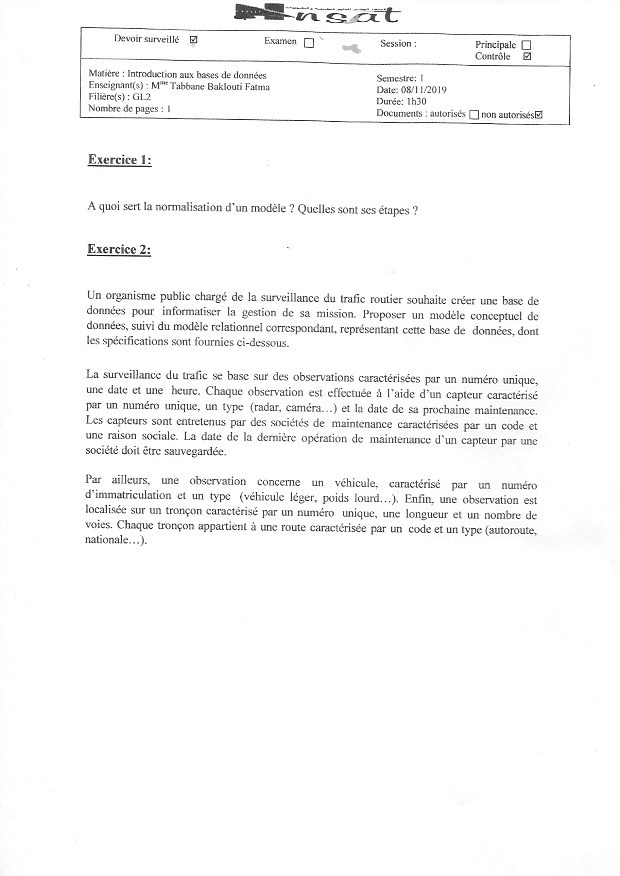 nsat
Devoir surveillé ☑ Examen ☐ Session : Principale ☐
Contrôle ☑
Matière : Introduction aux bases de données
Enseignant(s) : Mme Tabbane Baklouti Fatma
Filière(s) : GL2
Nombre de pages : 1
Semestre: 1
Date: 08/11/2019
Durée: 1h30
Documents : autorisés ☐ non autorisés☑
Exercice 1:
A quoi sert la normalisation d'un modèle ? Quelles sont ses étapes ?
Exercice 2:
Un organisme public chargé de la surveillance du trafic routier souhaite créer une base de
données pour informatiser la gestion de sa mission. Proposer un modèle conceptuel de
données, suivi du modèle relationnel correspondant, représentant cette base de données, dont
les spécifications sont fournies ci-dessous.
La surveillance du trafic se base sur des observations caractérisées par un numéro unique,
une date et une heure. Chaque observation est effectuée à l'aide d'un capteur caractérisé
par un numéro unique, un type (radar, caméra…) et la date de sa prochaine maintenance.
Les capteurs sont entretenus par des sociétés de maintenance caractérisées par un code et
une raison sociale. La date de la dernière opération de maintenance d'un capteur par une
société doit être sauvegardée.
Par ailleurs, une observation concerne un véhicule, caractérisé par un numéro
d'immatriculation et un type (véhicule léger, poids lourd…). Enfin, une observation est
localisée sur un tronçon caractérisé par un numéro unique, une longueur et un nombre de
voies. Chaque tronçon appartient à une route caractérisée par un code et un type (autoroute,
nationale…).